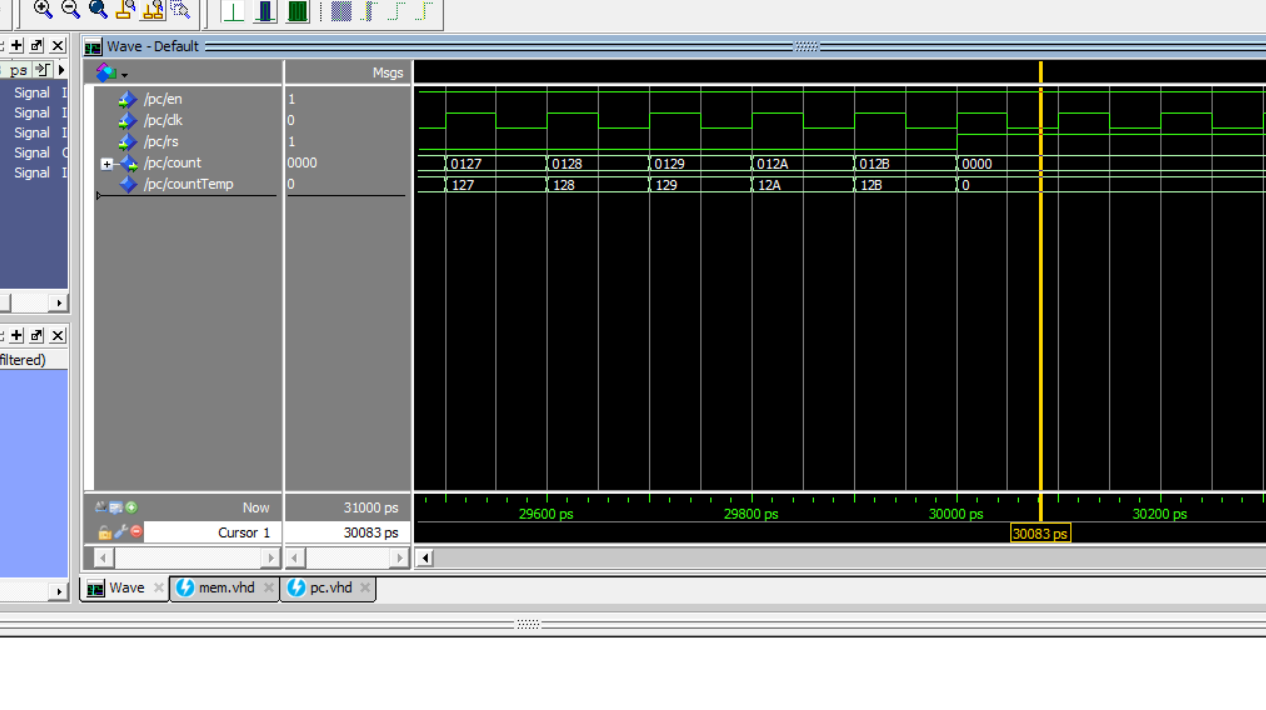 Wave - Default
ps
Msgs
Signal I
Signal I
Signal I
Signal C
Signal I
/pc/en 1
/pc/clk 0
/pc/rs 1
/pc/count 0000 0127 0128 0129 012A 012B 0000
/pc/countTemp 0 127 128 129 12A 12B 0
filtered)
Now 31000 ps 29600 ps 29800 ps 30000 ps 30200 ps
Cursor 1 30083 ps 30083 ps
Wave mem.vhd pc.vhd